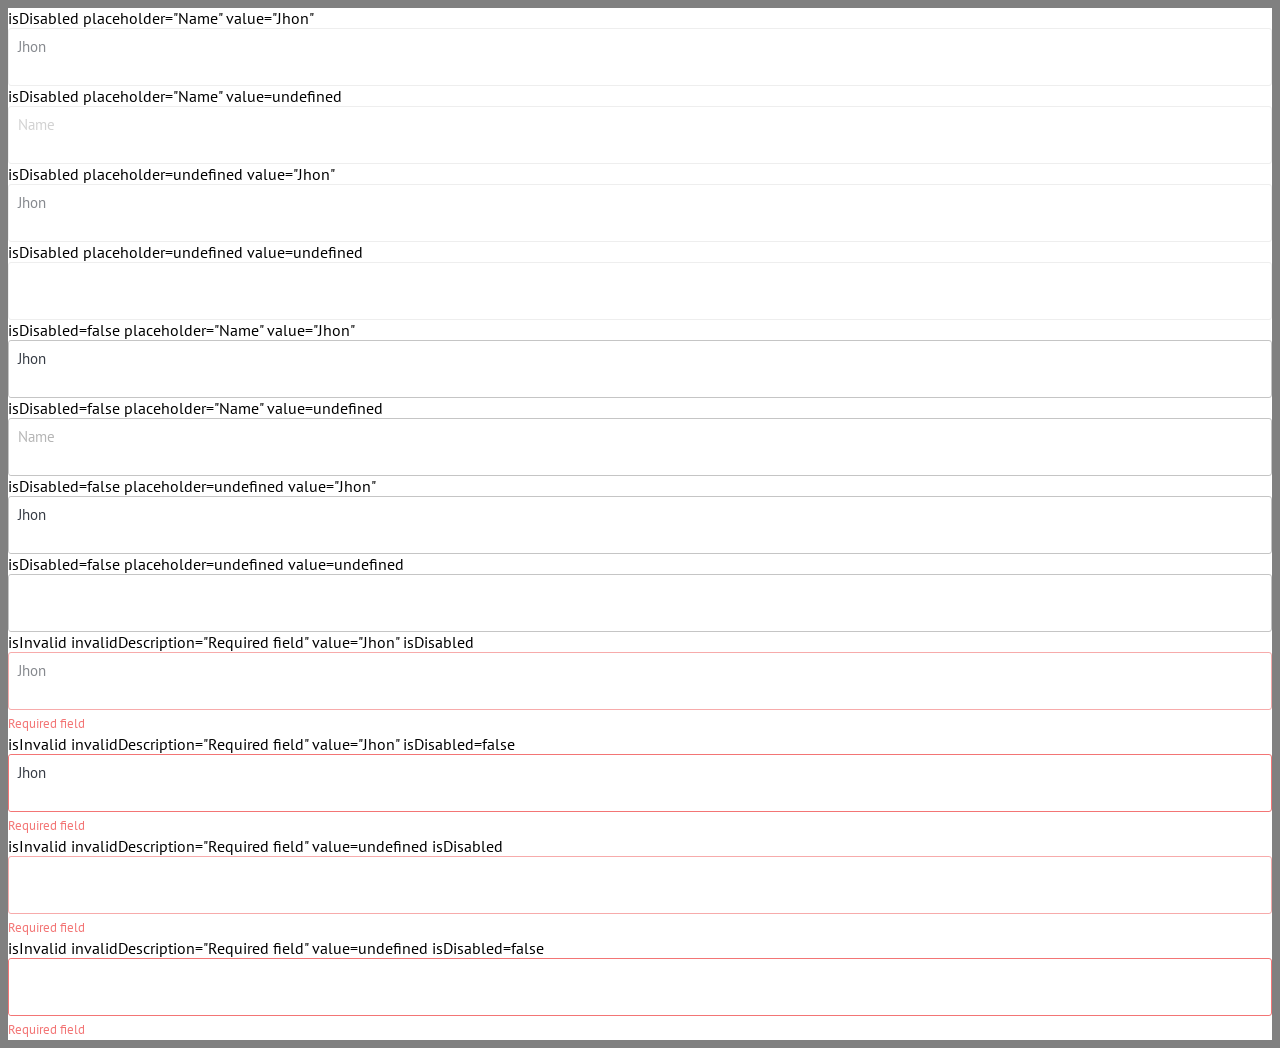 isDisabled placeholder="Name" value="Jhon"
Jhon
isDisabled placeholder="Name" value=undefined
Name
isDisabled placeholder=undefined value="Jhon"
Jhon
isDisabled placeholder=undefined value=undefined
isDisabled=false placeholder="Name" value="Jhon"
Jhon
isDisabled=false placeholder="Name" value=undefined
Name
isDisabled=false placeholder=undefined value="Jhon"
Jhon
isDisabled=false placeholder=undefined value=undefined
isInvalid invalidDescription="Required field" value="Jhon" isDisabled
Jhon
Required field
isInvalid invalidDescription="Required field" value="Jhon" isDisabled=false
Jhon
Required field
isInvalid invalidDescription="Required field" value=undefined isDisabled
Required field
isInvalid invalidDescription="Required field" value=undefined isDisabled=false
Required field